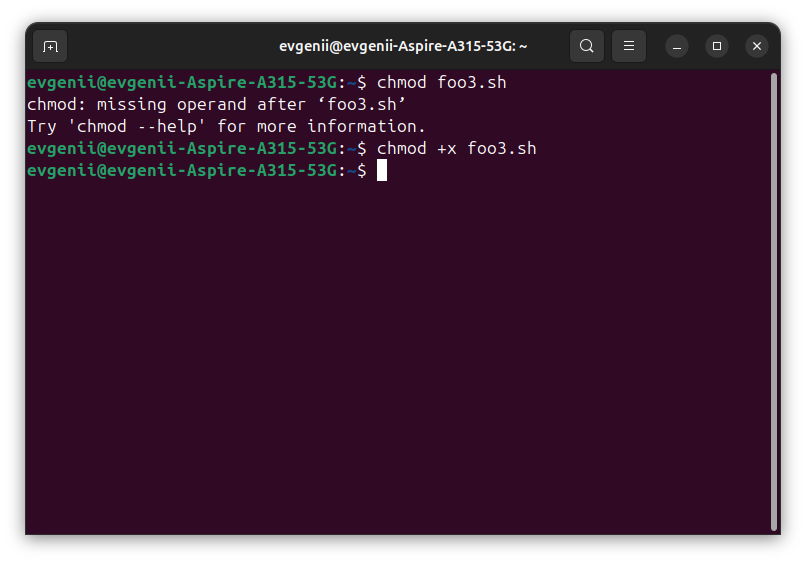 evgenii@evgenii-Aspire-A315-53G: ~
evgenii@evgenii-Aspire-A315-53G:~$ chmod foo3.sh
chmod: missing operand after ‘foo3.sh’
Try 'chmod --help' for more information.
evgenii@evgenii-Aspire-A315-53G:~$ chmod +x foo3.sh
evgenii@evgenii-Aspire-A315-53G:~$